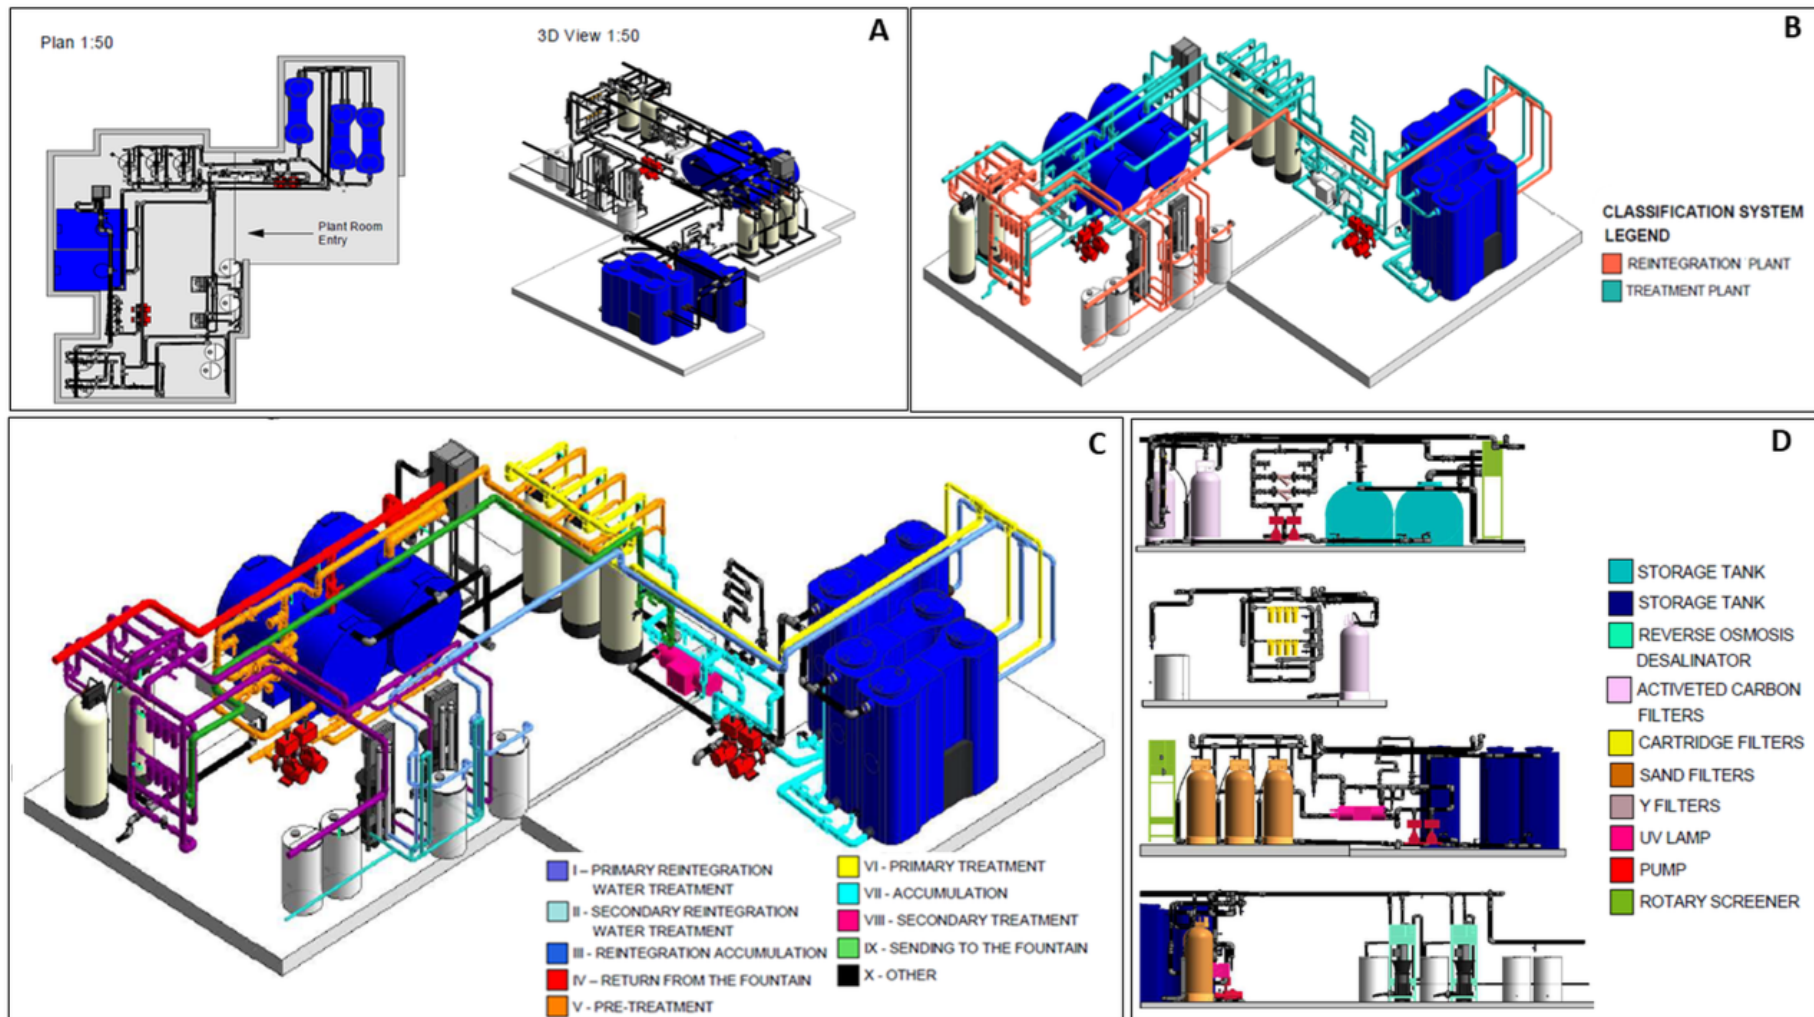 Plan 1:50
3D View 1:50
A
Plant Room
Entry
B
CLASSIFICATION SYSTEM
LEGEND
REINTEGRATION PLANT
TREATMENT PLANT
C
I – PRIMARY REINTEGRATION
WATER TREATMENT
II - SECONDARY REINTEGRATION
WATER TREATMENT
III - REINTEGRATION ACCUMULATION
IV - RETURN FROM THE FOUNTAIN
V - PRE-TREATMENT
VI - PRIMARY TREATMENT
VII - ACCUMULATION
VIII - SECONDARY TREATMENT
IX - SENDING TO THE FOUNTAIN
X - OTHER
D
STORAGE TANK
STORAGE TANK
REVERSE OSMOSIS
DESALINATOR
ACTIVETED CARBON
FILTERS
CARTRIDGE FILTERS
SAND FILTERS
Y FILTERS
UV LAMP
PUMP
ROTARY SCREENER